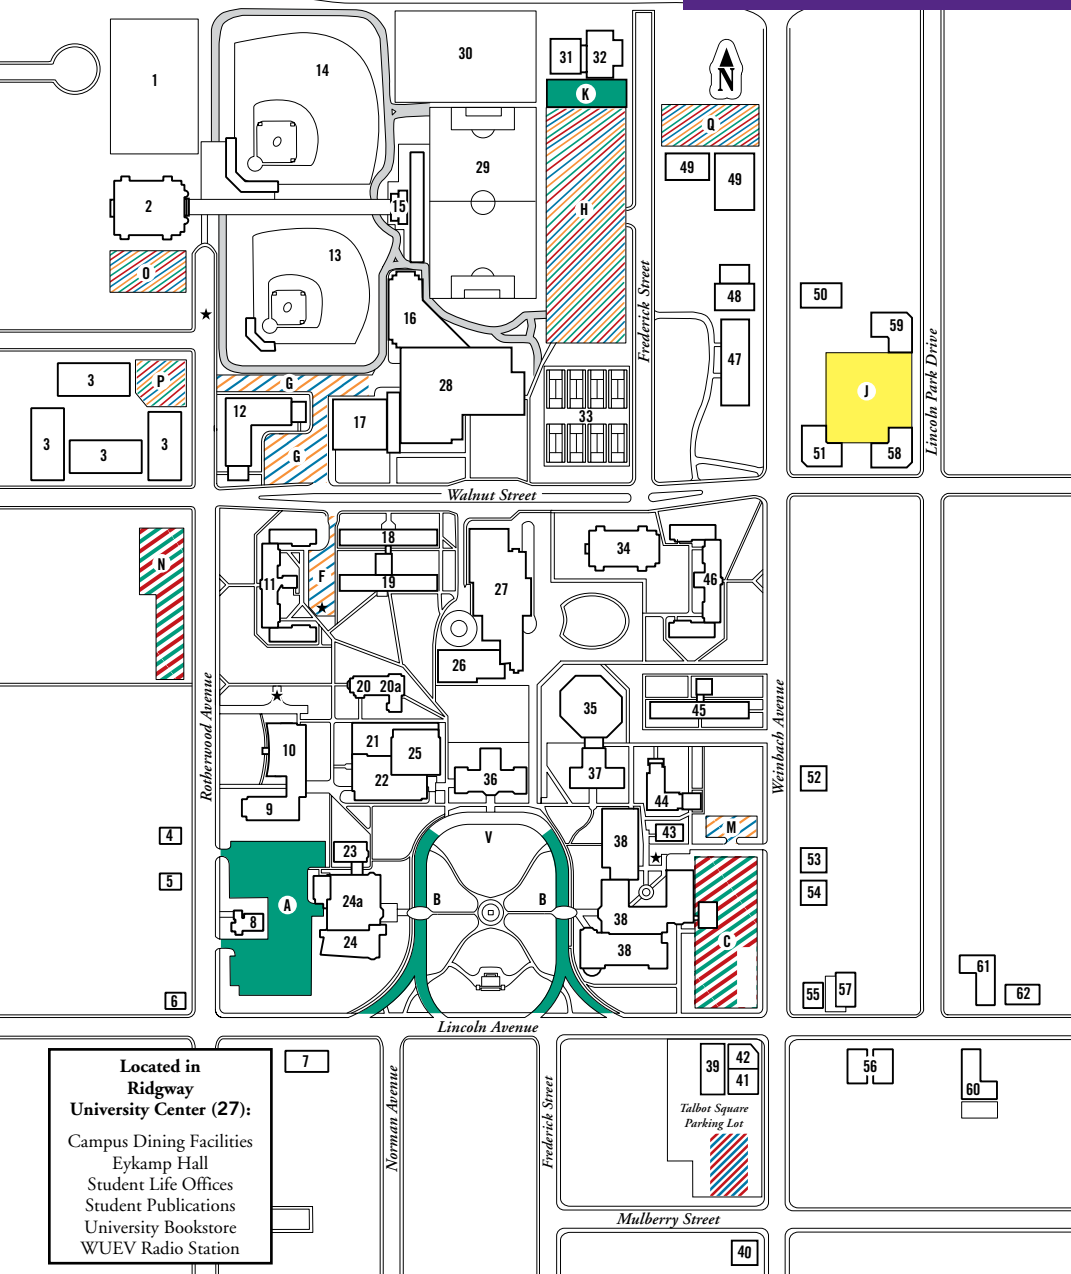 30
31
32
1
14
K
N
Q
29
49
49
2
15
H
13
O
Frederick Street
50
48
16
59
Lincoln Park Drive
47
3
P
G
28
J
12
17
33
3
3
3
G
51
58
Walnut Street
N
18
34
11
F
19
46
27
26
Rotherwood Avenue
20
20a
35
45
Weinbach Avenue
21
25
10
22
36
37
52
44
9
M
4
V
43
38
23
53
5
54
A
24a
B
B
8
38
C
24
38
61
6
55
57
62
Lincoln Avenue
Located in
Ridgway
University Center (27):
Campus Dining Facilities
Eykamp Hall
Student Life Offices
Student Publications
University Bookstore
WUEV Radio Station
7
Norman Avenue
Frederick Street
39
42
41
56
60
Talbot Square
Parking Lot
Mulberry Street
40